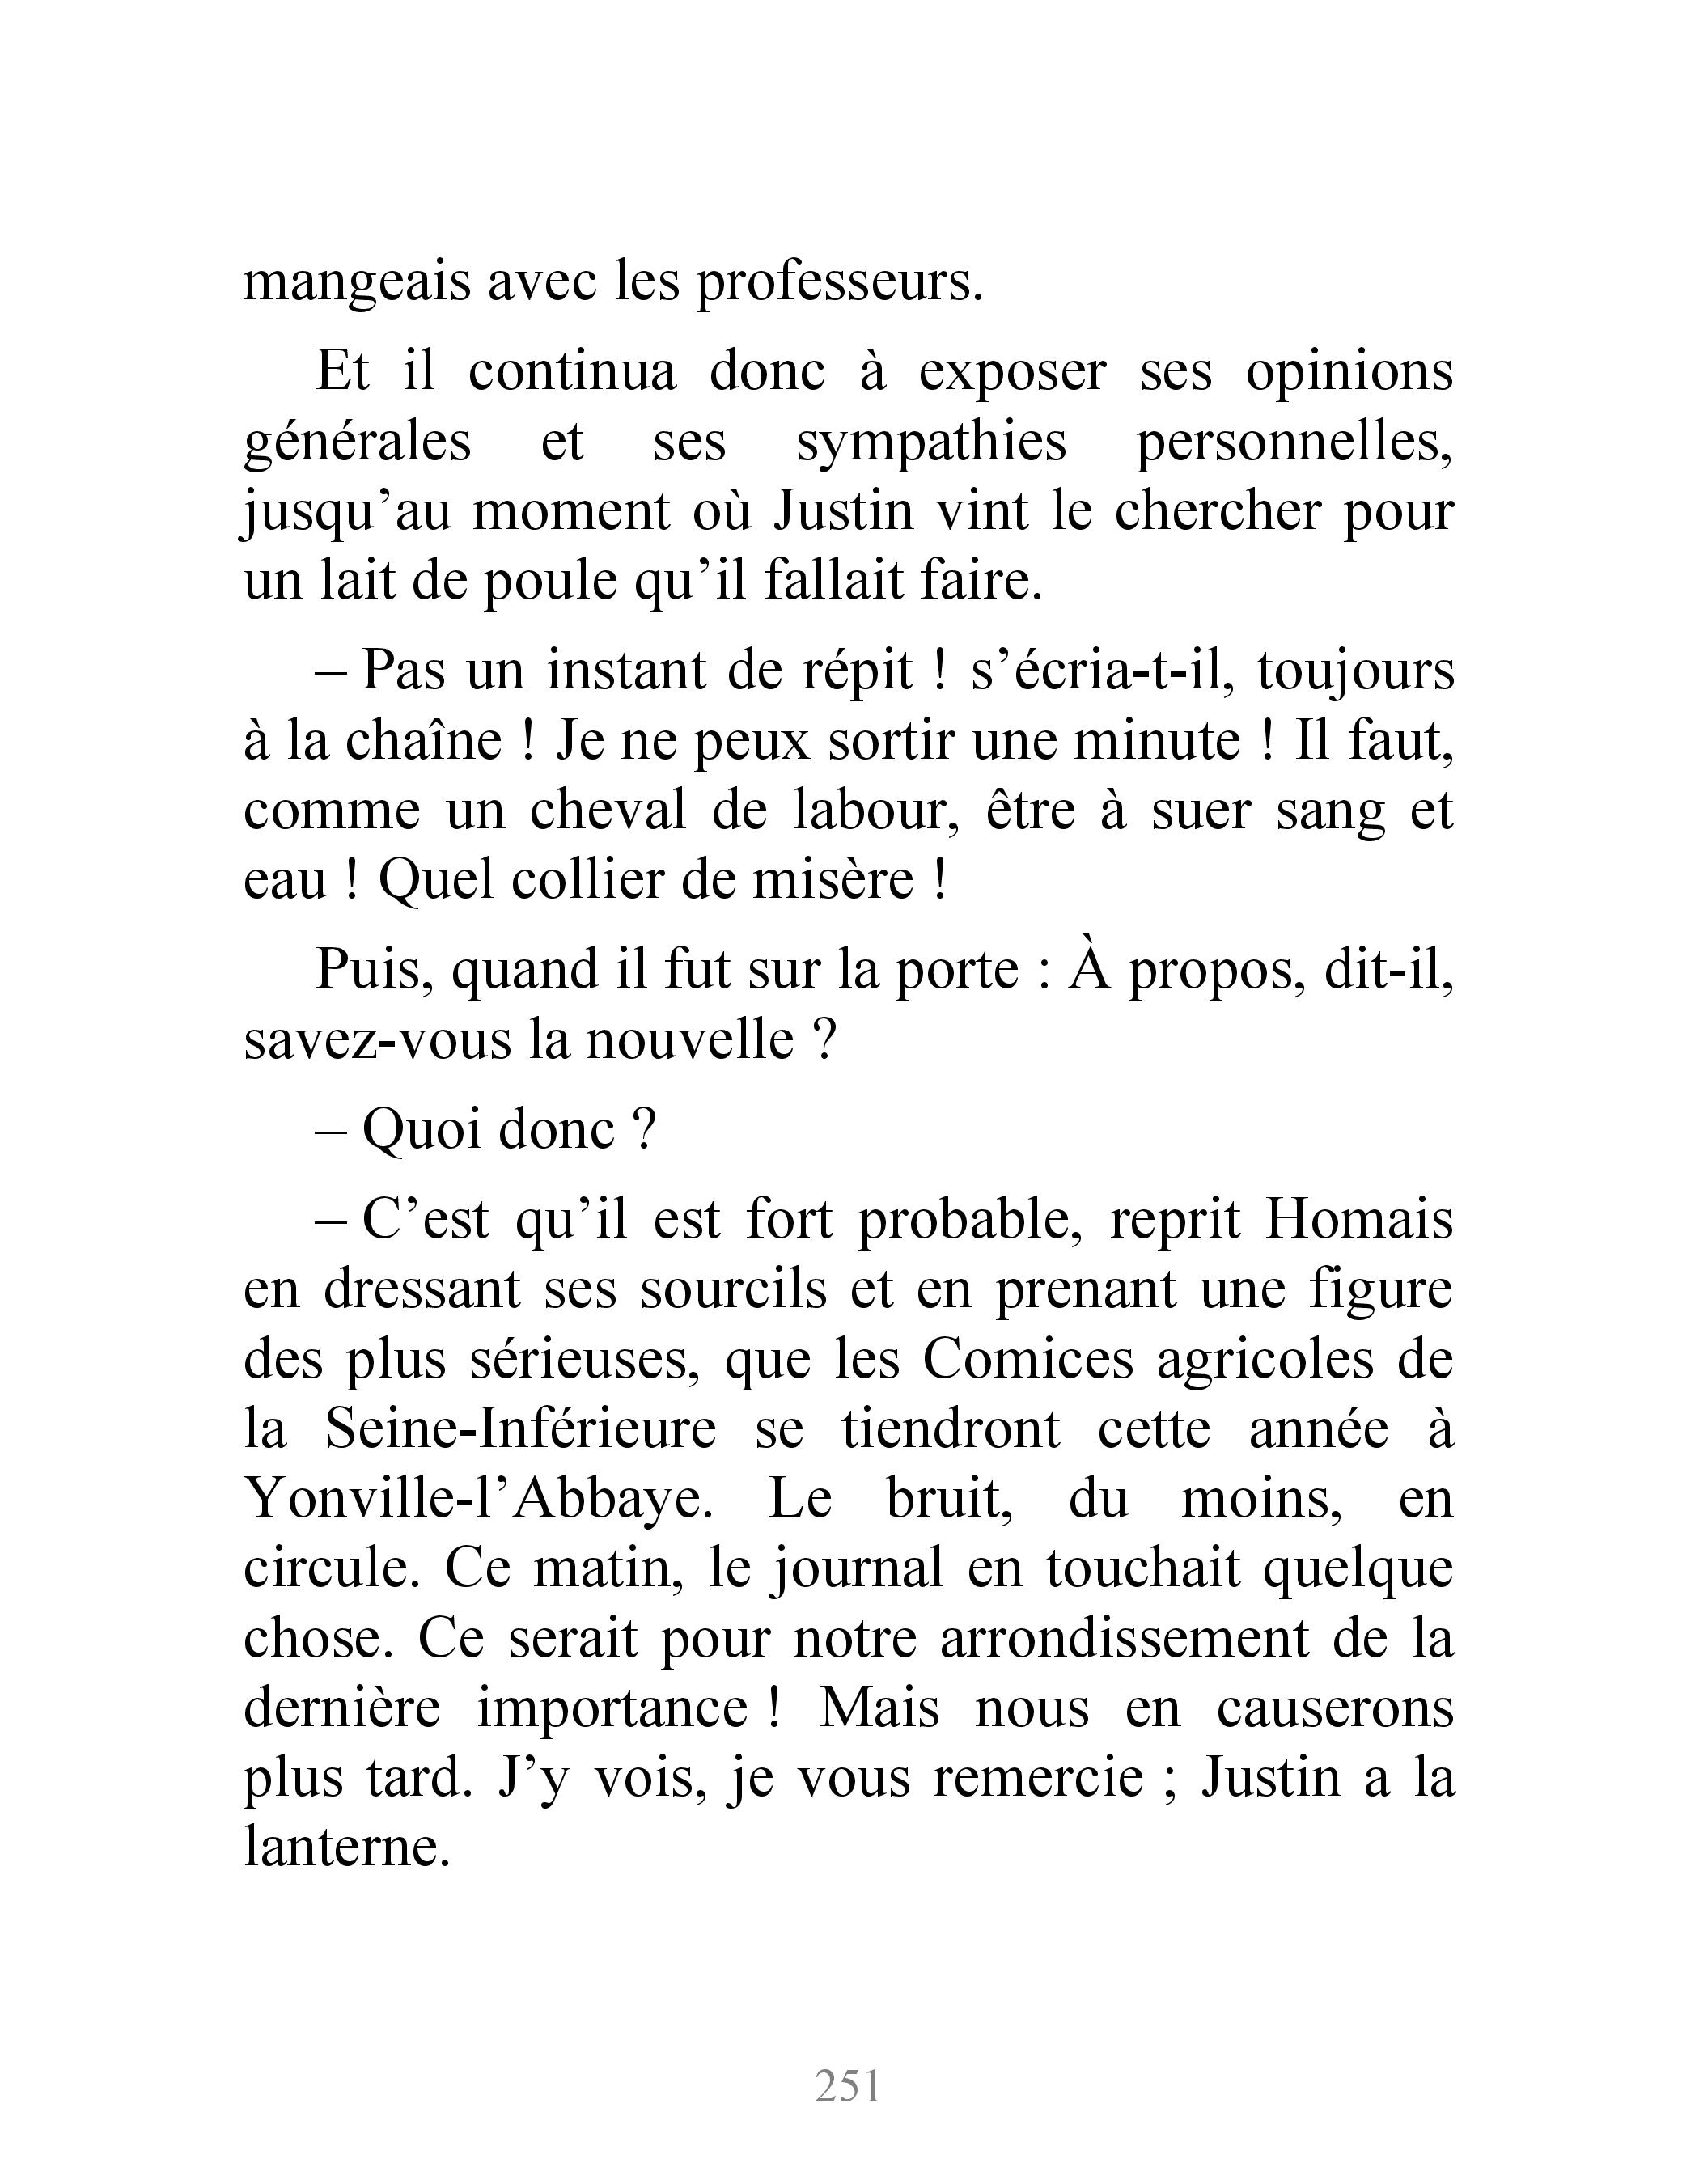 mangeais avec les professeurs.
Et il continua donc à exposer ses opinions
générales et ses sympathies personnelles,
jusqu’au moment où Justin vint le chercher pour
un lait de poule qu’il fallait faire.
– Pas un instant de répit ! s’écria-t-il, toujours
à la chaîne ! Je ne peux sortir une minute ! Il faut,
comme un cheval de labour, être à suer sang et
eau ! Quel collier de misère !
Puis, quand il fut sur la porte : À propos, dit-il,
savez-vous la nouvelle ?
– Quoi donc ?
– C’est qu’il est fort probable, reprit Homais
en dressant ses sourcils et en prenant une figure
des plus sérieuses, que les Comices agricoles de
la Seine-Inférieure se tiendront cette année à
Yonville-l’Abbaye. Le bruit, du moins, en
circule. Ce matin, le journal en touchait quelque
chose. Ce serait pour notre arrondissement de la
dernière importance ! Mais nous en causerons
plus tard. J’y vois, je vous remercie ; Justin a la
lanterne.
251